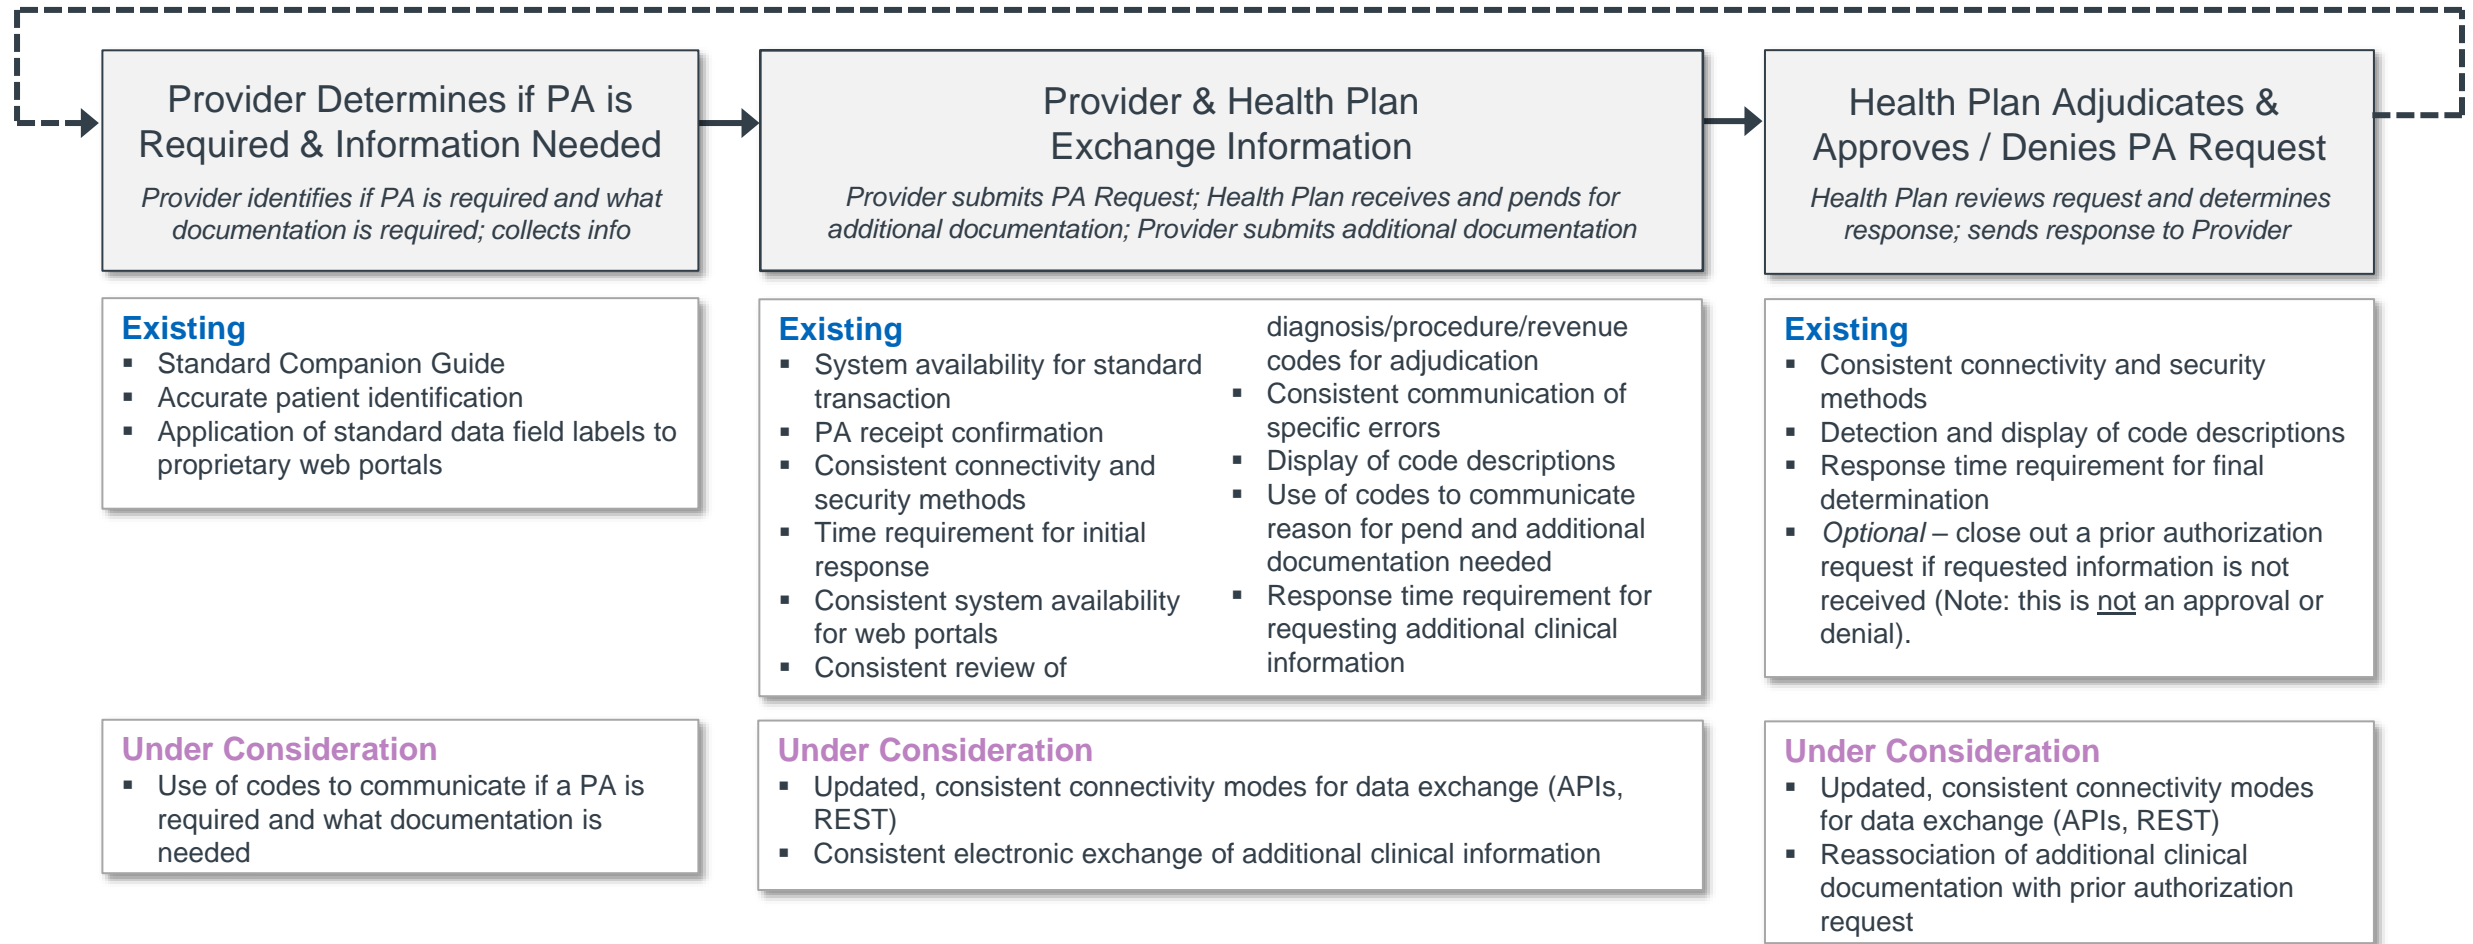 Provider Determines if PA is
Required & Information Needed
Provider identifies if PA is required and what
documentation is required; collects info
Provider & Health Plan
Exchange Information
Provider submits PA Request; Health Plan receives and pends for
additional documentation; Provider submits additional documentation
Health Plan Adjudicates &
Approves / Denies PA Request
Health Plan reviews request and determines
response; sends response to Provider
Existing
▪ Standard Companion Guide
▪ Accurate patient identification
▪ Application of standard data field labels to
proprietary web portals
Existing
▪ System availability for standard
transaction
▪ PA receipt confirmation
▪ Consistent connectivity and
security methods
▪ Time requirement for initial
response
▪ Consistent system availability
for web portals
▪ Consistent review of
diagnosis/procedure/revenue
codes for adjudication
▪ Consistent communication of
specific errors
▪ Display of code descriptions
▪ Use of codes to communicate
reason for pend and additional
documentation needed
▪ Response time requirement for
requesting additional clinical
information
Existing
▪ Consistent connectivity and security
methods
▪ Detection and display of code descriptions
▪ Response time requirement for final
determination
▪ Optional – close out a prior authorization
request if requested information is not
received (Note: this is not an approval or
denial).
Under Consideration
▪ Use of codes to communicate if a PA is
required and what documentation is
needed
Under Consideration
▪ Updated, consistent connectivity modes for data exchange (APIs,
REST)
▪ Consistent electronic exchange of additional clinical information
Under Consideration
▪ Updated, consistent connectivity modes
for data exchange (APIs, REST)
▪ Reassociation of additional clinical
documentation with prior authorization
request